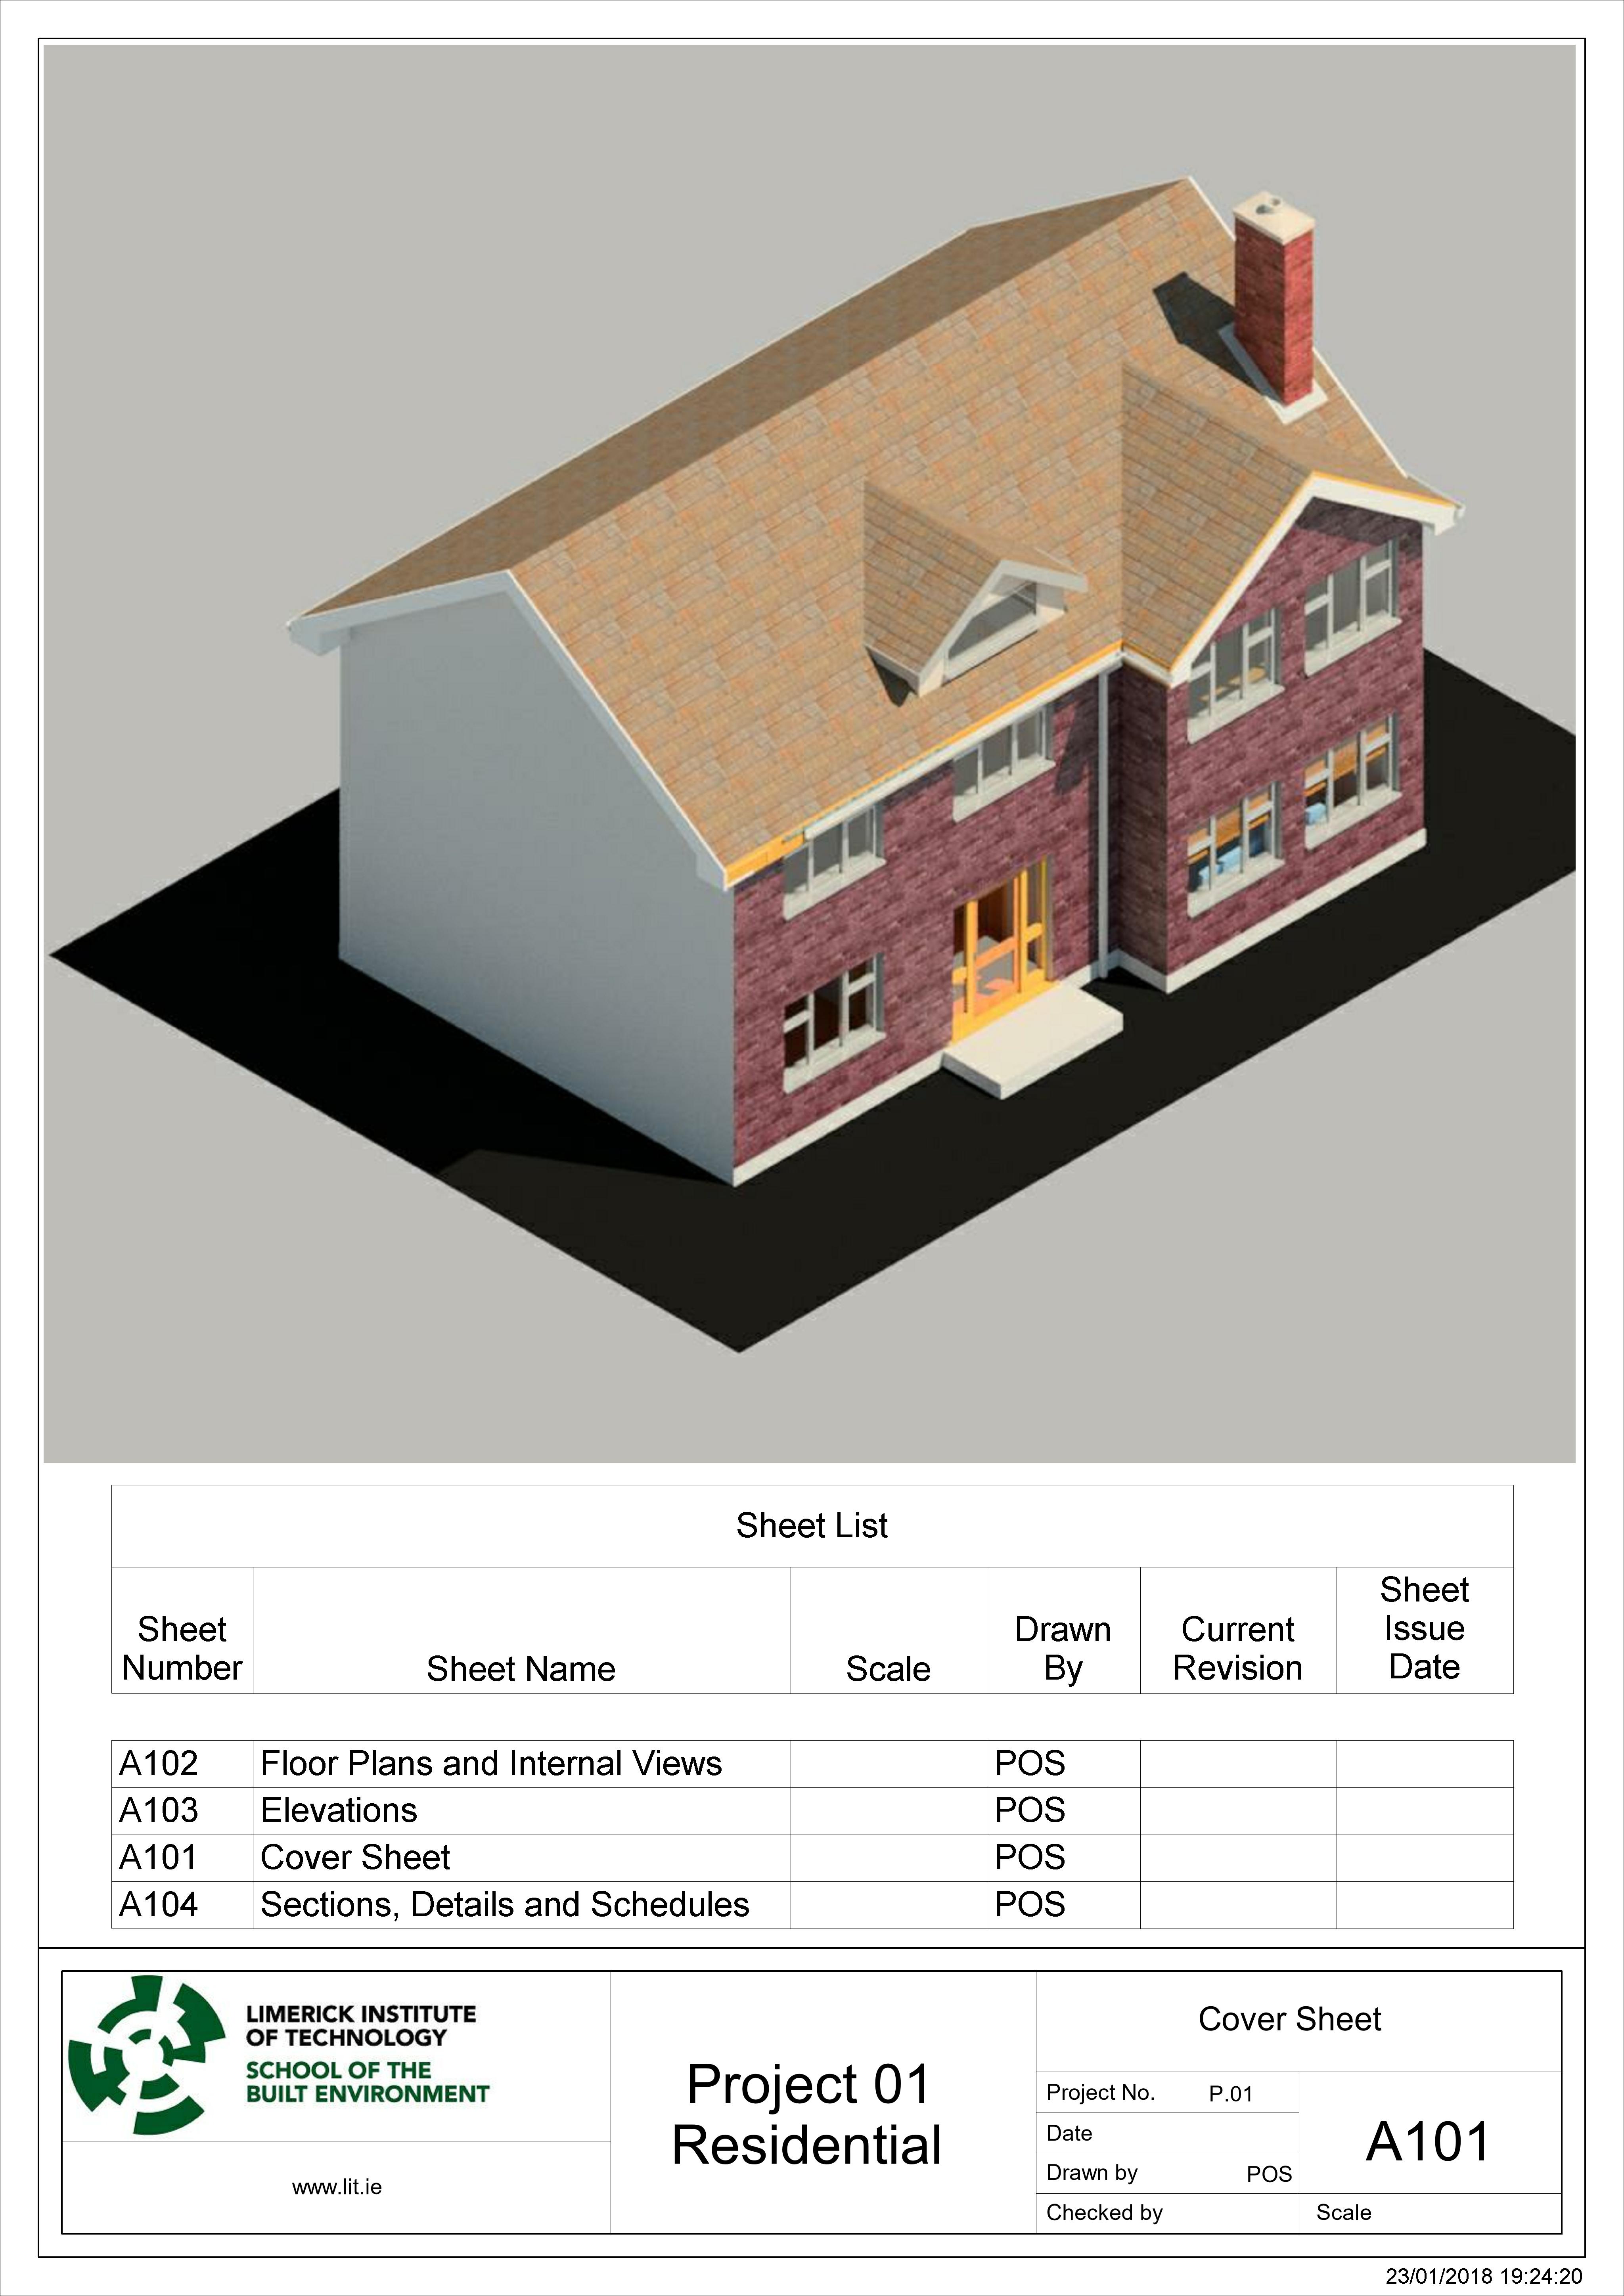 Sheet List
Sheet Number
Sheet Name
Scale
Drawn By
Current Revision
Sheet Issue Date
A102 Floor Plans and Internal Views POS
A103 Elevations POS
A101 Cover Sheet POS
A104 Sections, Details and Schedules POS
LIMERICK INSTITUTE
OF TECHNOLOGY
SCHOOL OF THE
BUILT ENVIRONMENT
www.lit.ie
Project 01
Residential
Cover Sheet
Project No. P.01
Date
Drawn by POS
Checked by
A101
Scale
23/01/2018 19:24:20